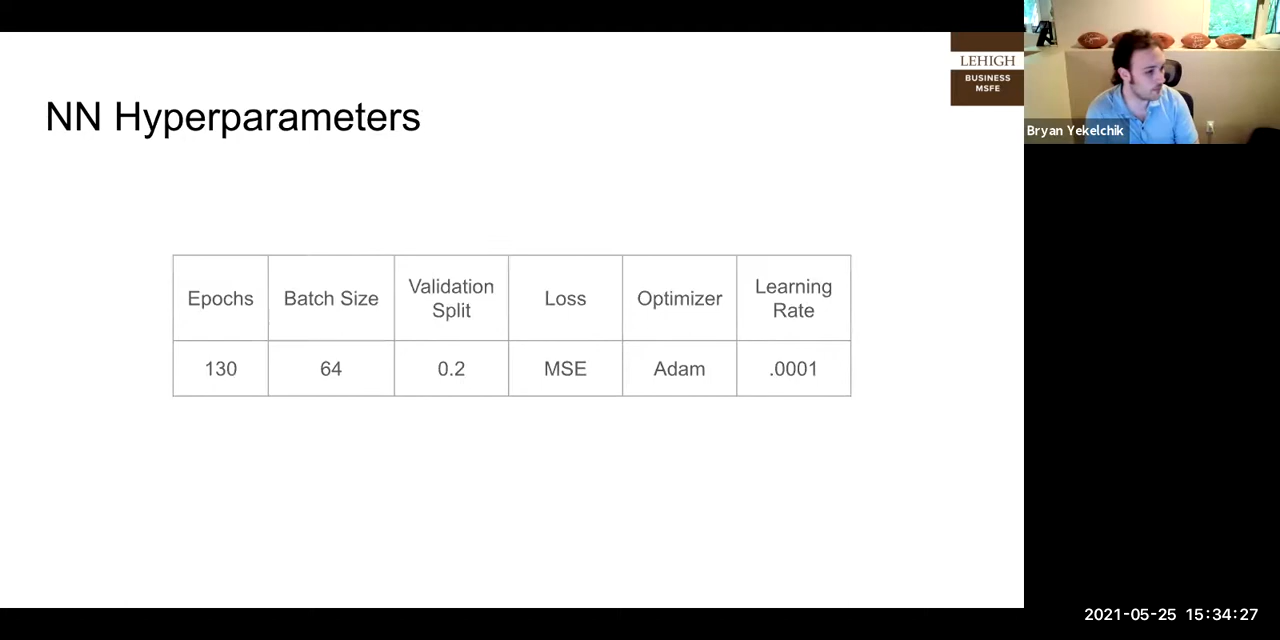 LEHIGH
BUSINESS
MSFE
Bryan Yekelchik
NN Hyperparameters
Epochs
Batch Size
Validation
Split
Loss
Optimizer
Learning
Rate
130
64
0.2
MSE
Adam
.0001
2021-05-25 15:34:27